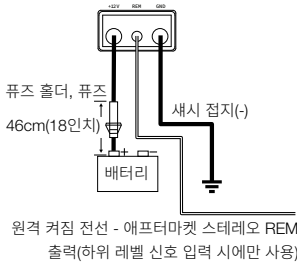 +12V REM GND
퓨즈 홀더, 퓨즈
46cm(18인치)
섀시 접지(-)
+ −
배터리
원격 켜짐 전선 - 애프터마켓 스테레오 REM
출력(하위 레벨 신호 입력 시에만 사용)